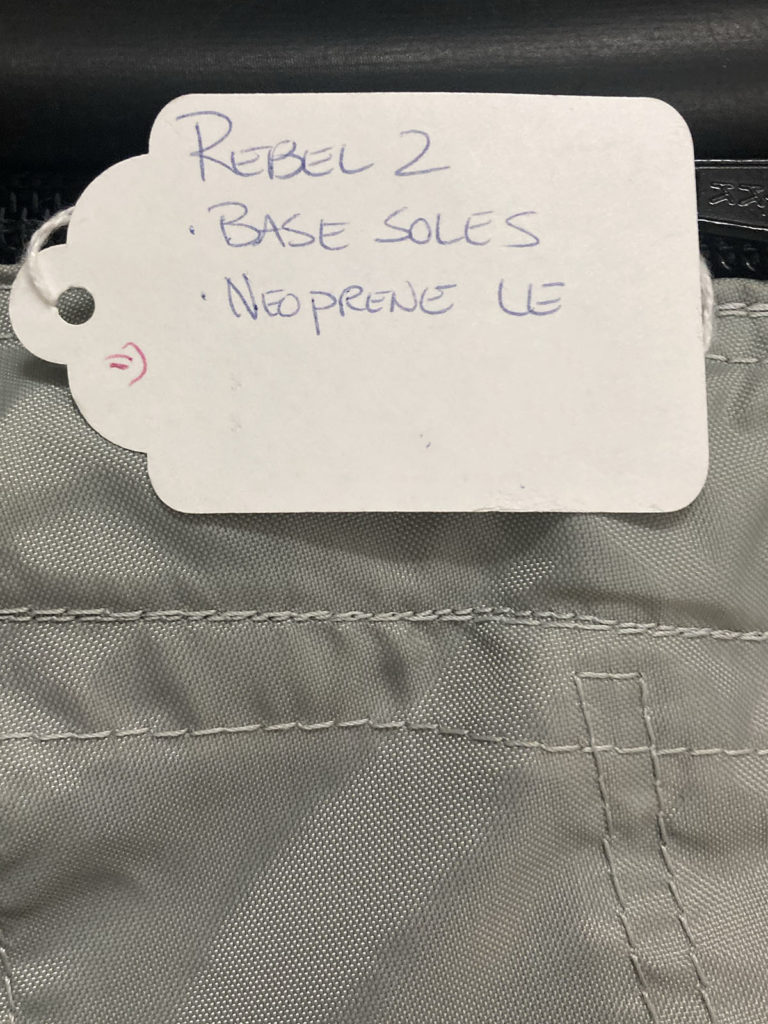 REBEL 2
· BASE SOLES
· NEOPRENE LE
=)